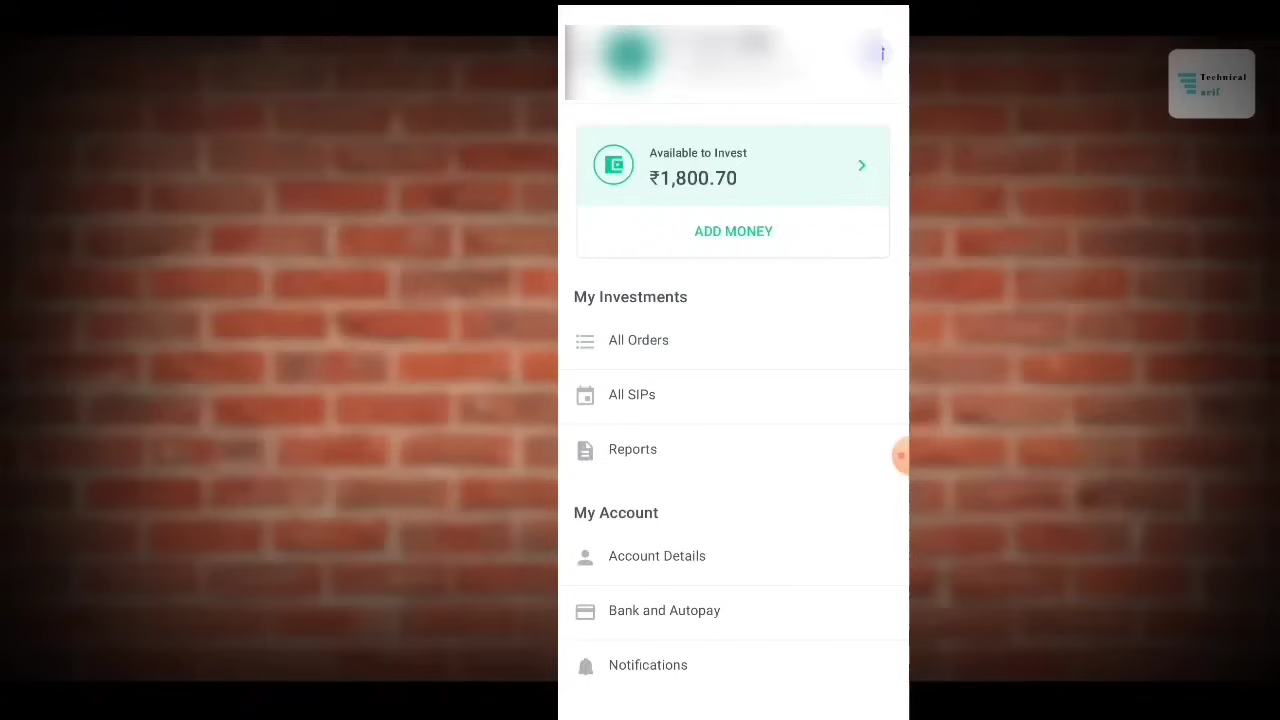 Technical
arif
Available to Invest
₹1,800.70
ADD MONEY
My Investments
All Orders
All SIPs
Reports
My Account
Account Details
Bank and Autopay
Notifications